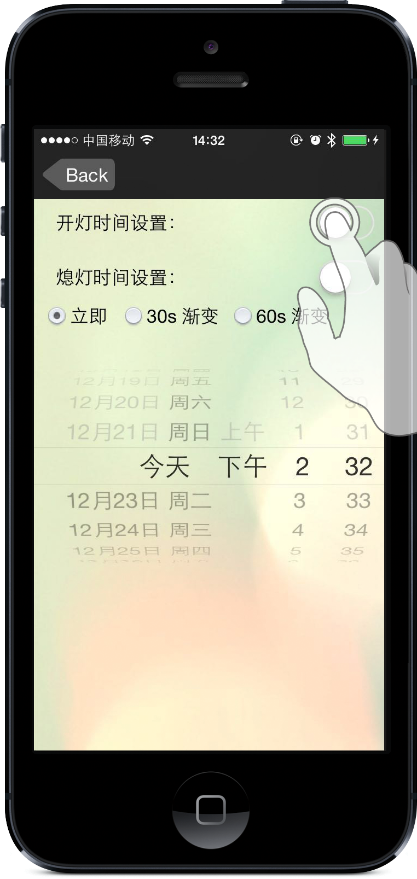 中国移动 14:32
Back
开灯时间设置：
熄灯时间设置：
立即 30s 渐变 60s 渐变
12月19日 周五 11 29
12月20日 周六 12 30
12月21日 周日 上午 1 31
今天 下午 2 32
12月23日 周二 3 33
12月24日 周三 4 34
12月25日 周四 5 35